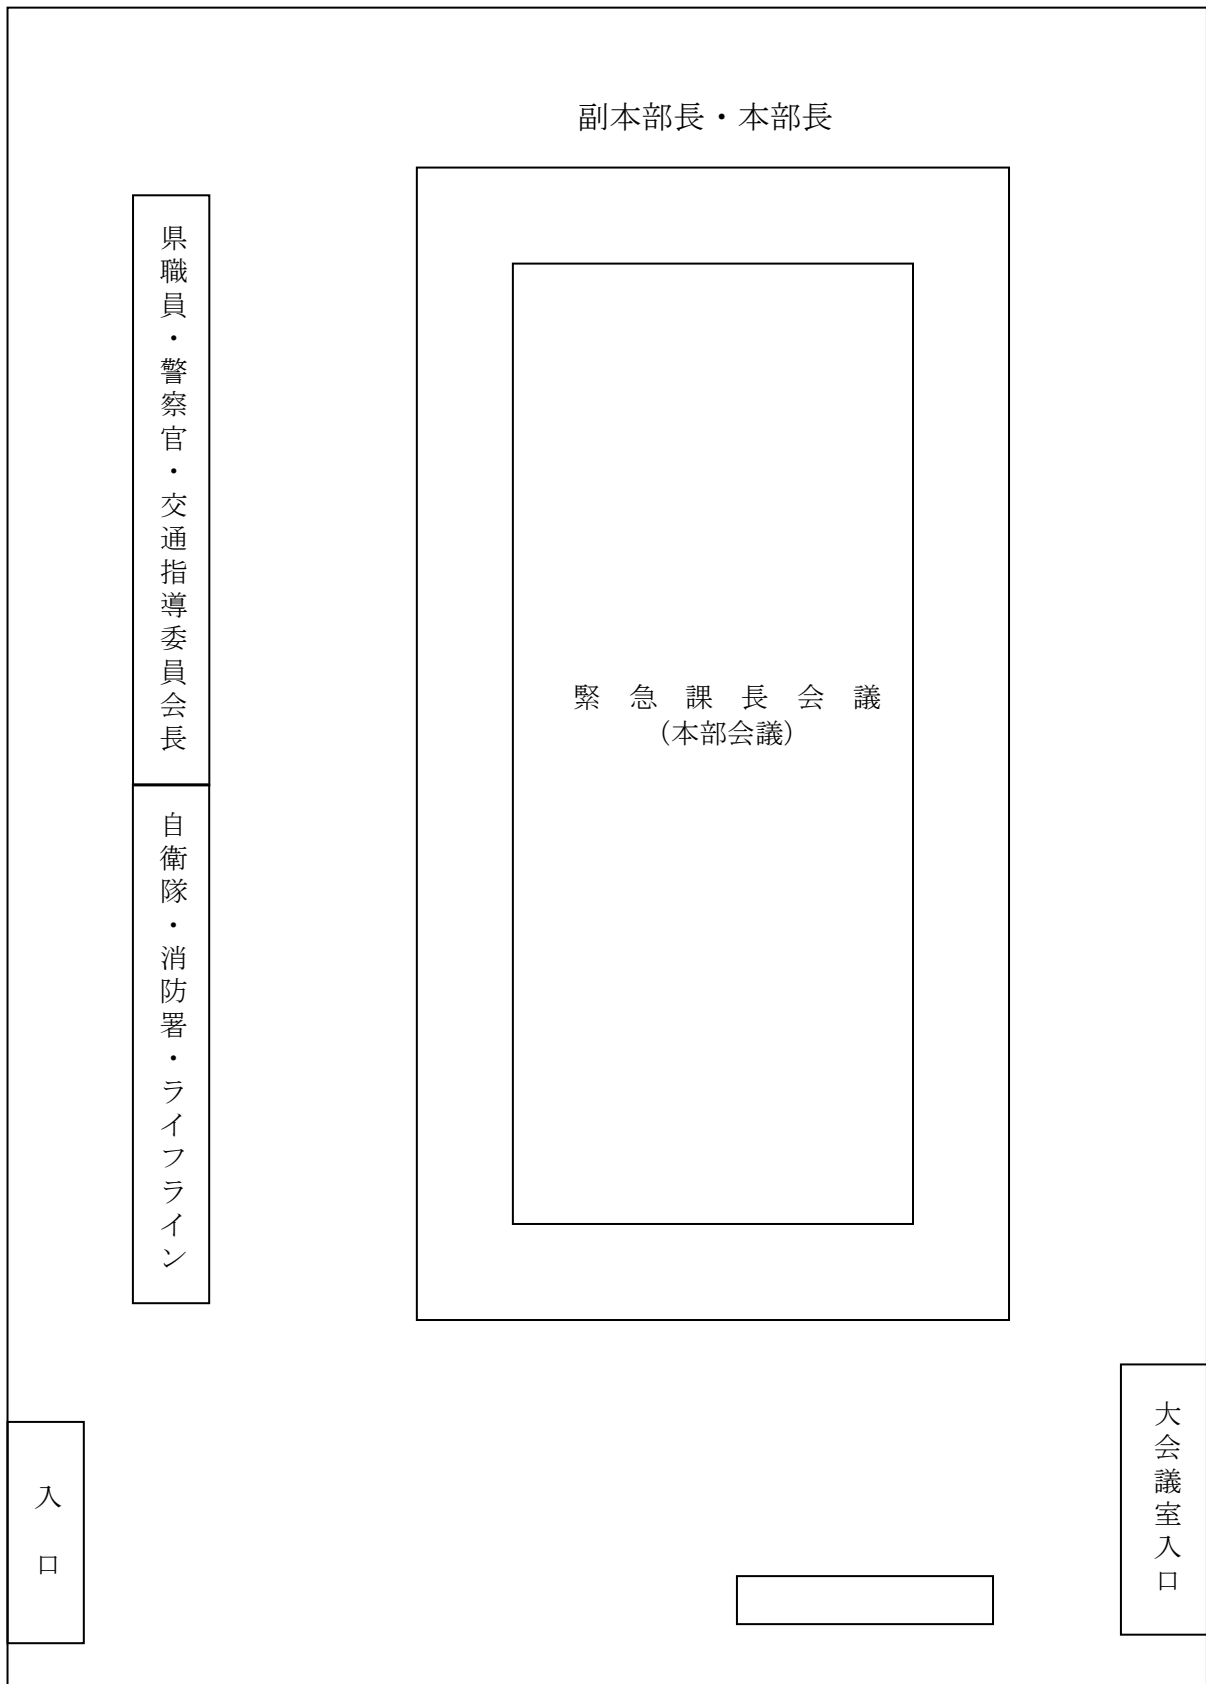 副本部長・本部長
県職員・警察官・交通指導委員会長
自衛隊・消防署・ライフライン
緊急課長会議
（本部会議）
入口
大会議室入口